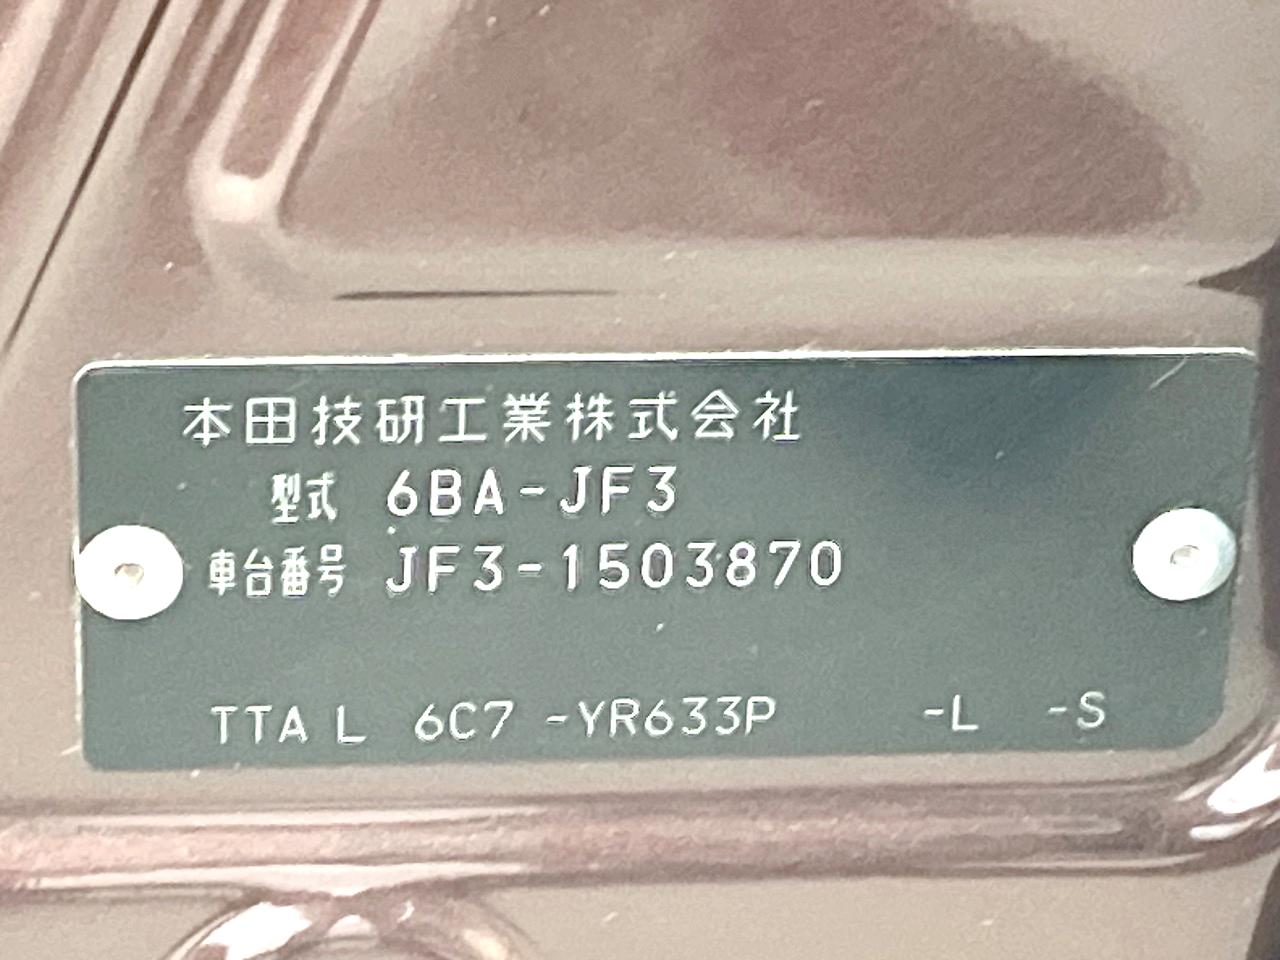 本田技研工業株式会社
型式 6BA-JF3
車台番号 JF3-1503870
TTA L 6C7 -YR633P -L -S